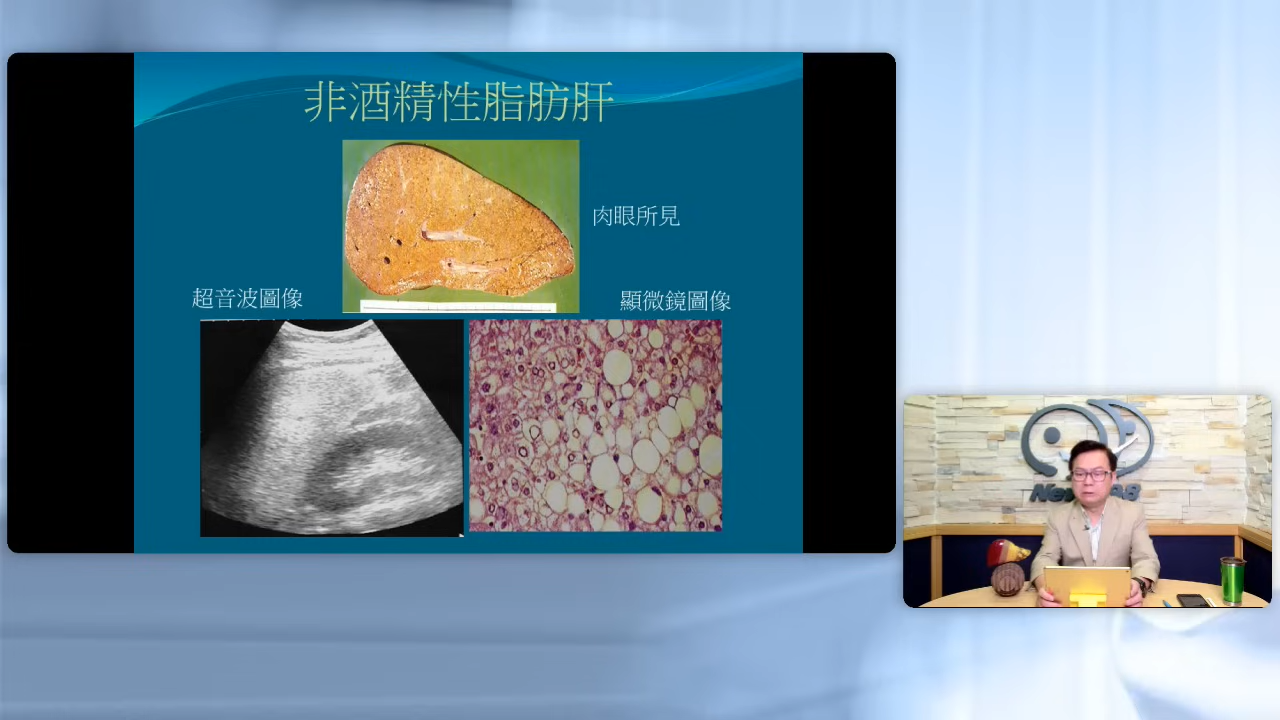 非酒精性脂肪肝
肉眼所見
超音波圖像
顯微鏡圖像